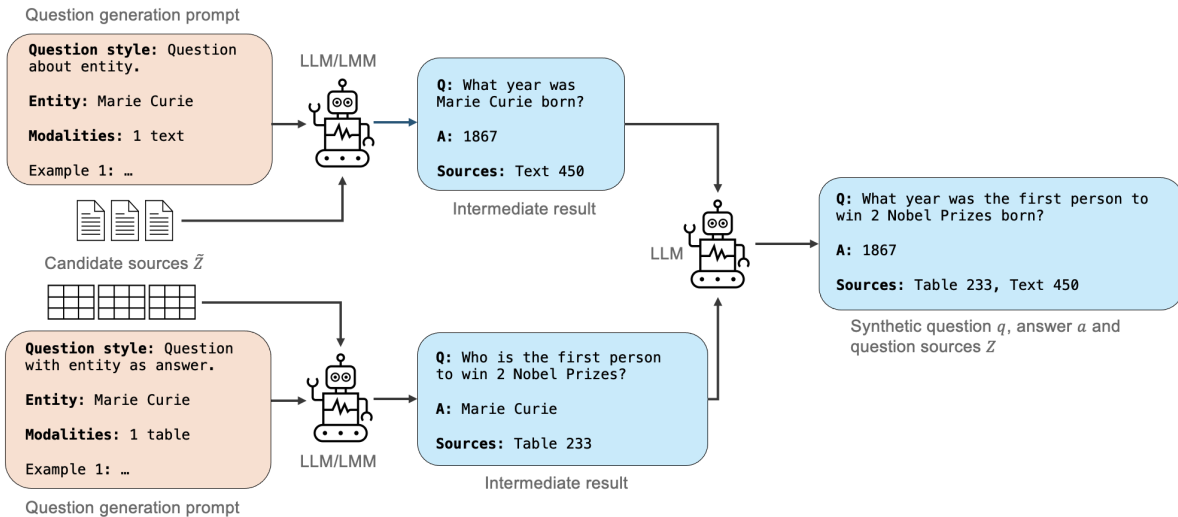 Question generation prompt
Question style: Question
about entity.
Entity: Marie Curie
Modalities: 1 text
Example 1: …
LLM/LMM
Q: What year was
Marie Curie born?
A: 1867
Sources: Text 450
Intermediate result
Candidate sources Z̃
Question style: Question
with entity as answer.
Entity: Marie Curie
Modalities: 1 table
Example 1: …
Question generation prompt
LLM/LMM
Q: Who is the first person
to win 2 Nobel Prizes?
A: Marie Curie
Sources: Table 233
Intermediate result
LLM
Q: What year was the first person to
win 2 Nobel Prizes born?
A: 1867
Sources: Table 233, Text 450
Synthetic question q, answer a and
question sources Z